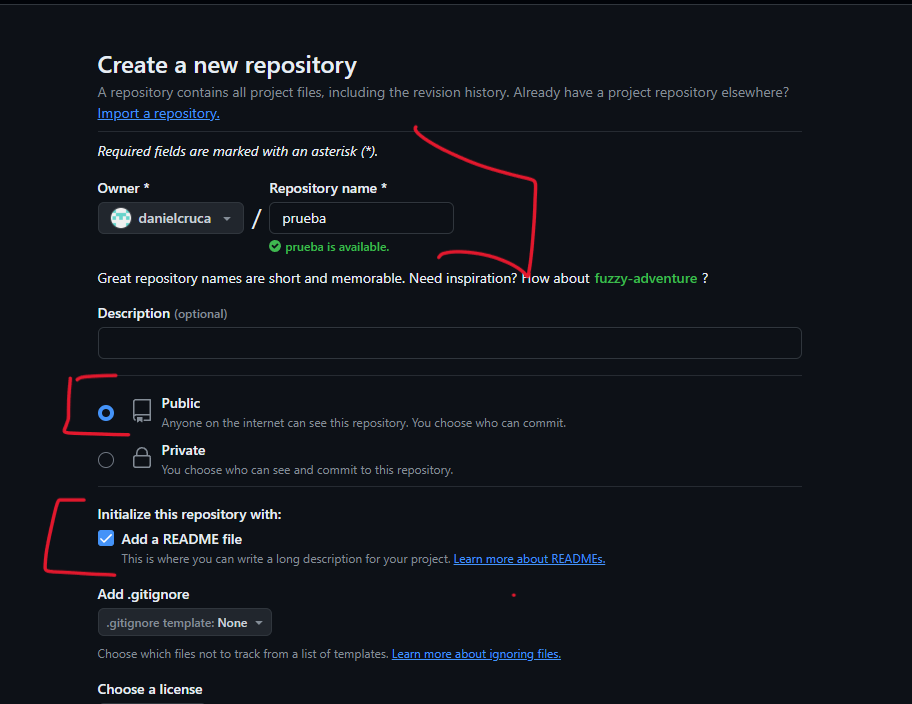 Create a new repository
A repository contains all project files, including the revision history. Already have a project repository elsewhere?
Import a repository.
Required fields are marked with an asterisk (*).
Owner * Repository name *
danielcruca / prueba
prueba is available.
Great repository names are short and memorable. Need inspiration? How about fuzzy-adventure ?
Description (optional)
Public
Anyone on the internet can see this repository. You choose who can commit.
Private
You choose who can see and commit to this repository.
Initialize this repository with:
Add a README file
This is where you can write a long description for your project. Learn more about READMEs.
Add .gitignore
.gitignore template: None
Choose which files not to track from a list of templates. Learn more about ignoring files.
Choose a license